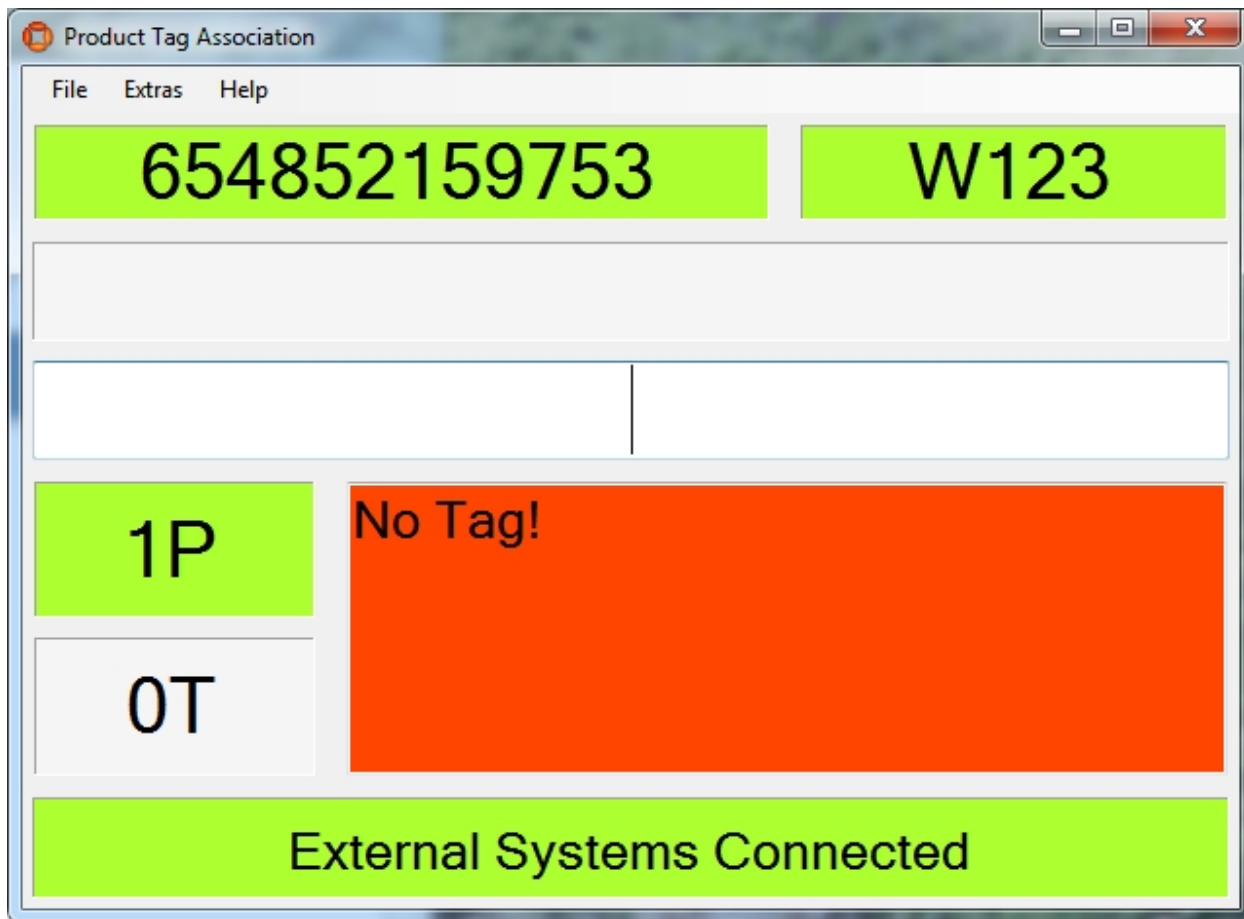 Product Tag Association
File Extras Help
654852159753 W123
1P
No Tag!
0T
External Systems Connected